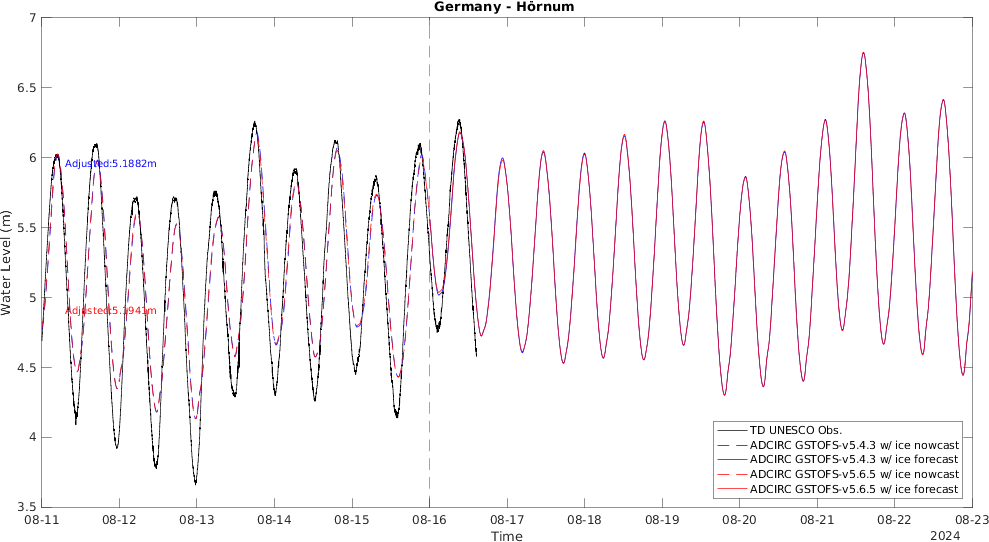 Germany - Hörnum
Water Level (m)
7
6.5
6
5.5
5
4.5
4
3.5
Adjusted:5.1882m
Adjusted:5.1941m
TD UNESCO Obs.
ADCIRC GSTOFS-v5.4.3 w/ ice nowcast
ADCIRC GSTOFS-v5.4.3 w/ ice forecast
ADCIRC GSTOFS-v5.6.5 w/ ice nowcast
ADCIRC GSTOFS-v5.6.5 w/ ice forecast
08-11 08-12 08-13 08-14 08-15 08-16 08-17 08-18 08-19 08-20 08-21 08-22 08-23
Time
2024